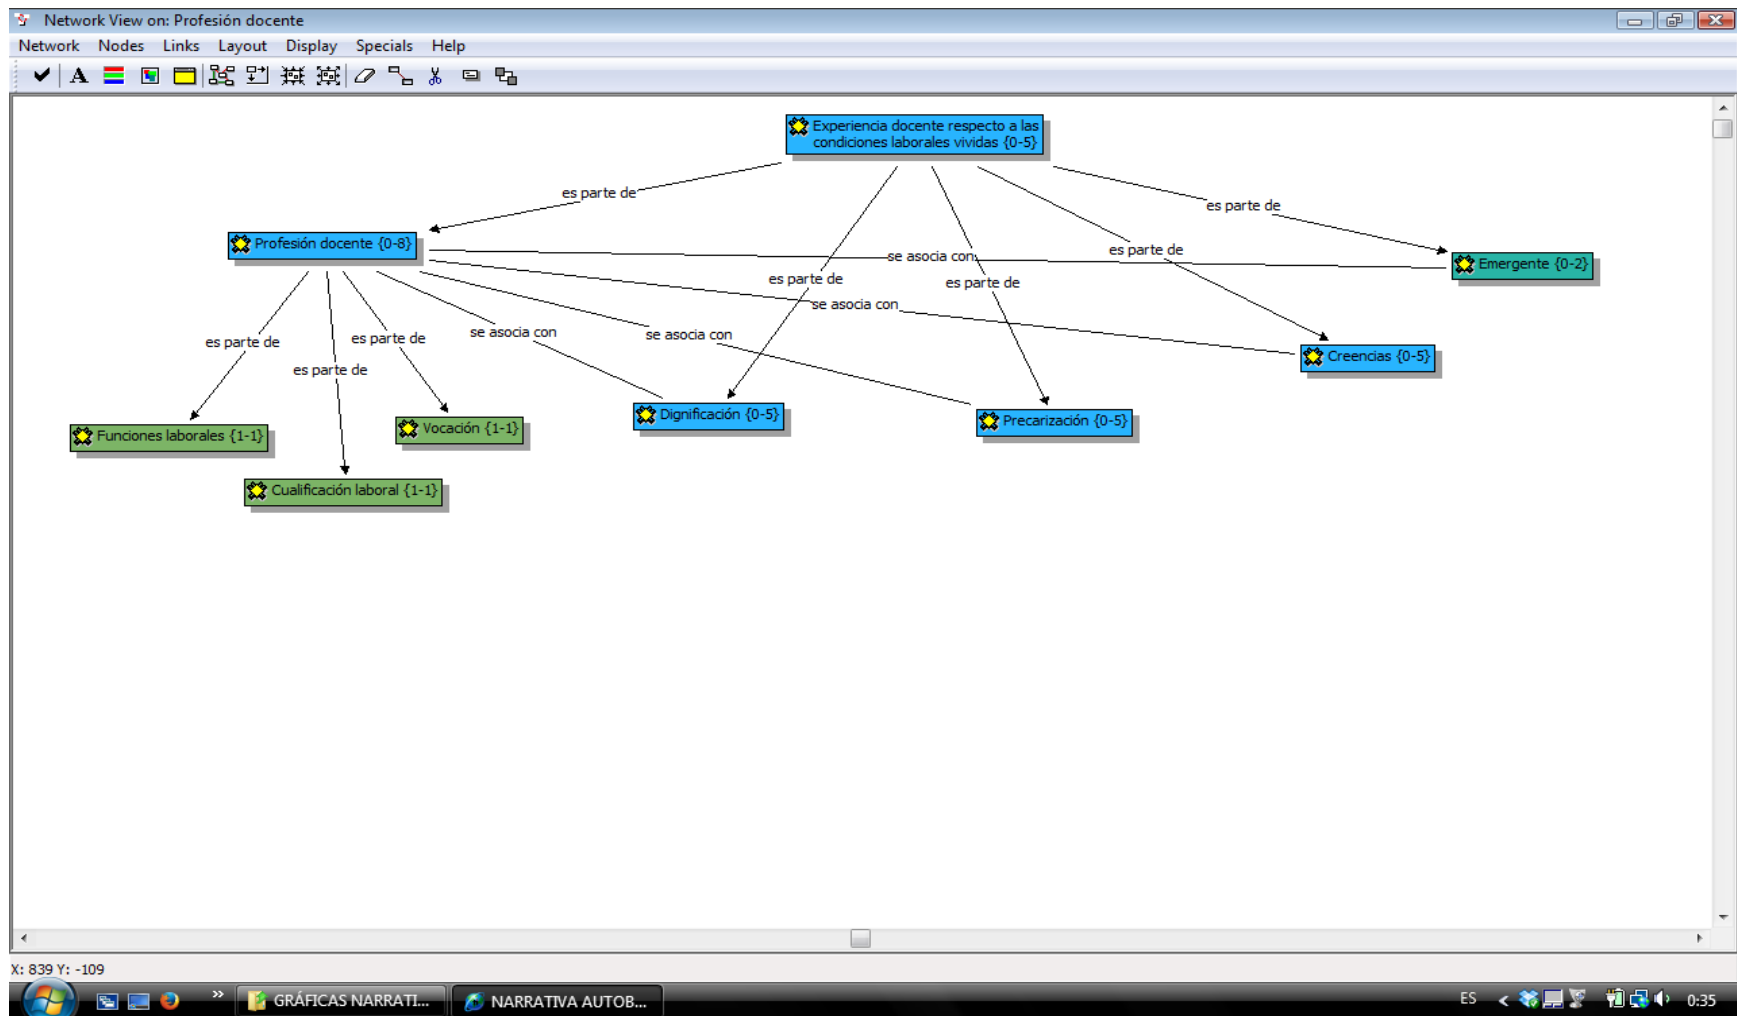 Network View on: Profesión docente
Network Nodes Links Layout Display Specials Help
A
Experiencia docente respecto a las
condiciones laborales vividas {0-5}
es parte de
es parte de
Profesión docente {0-8}
es parte de
se asocia con
Emergente {0-2}
es parte de
es parte de
se asocia con
se asocia con
se asocia con
es parte de
es parte de
es parte de
Creencias {0-5}
Dignificación {0-5}
Precarización {0-5}
Vocación {1-1}
Funciones laborales {1-1}
Cualificación laboral {1-1}
X: 839 Y: -109
GRÁFICAS NARRATI...
NARRATIVA AUTOB...
ES
0:35